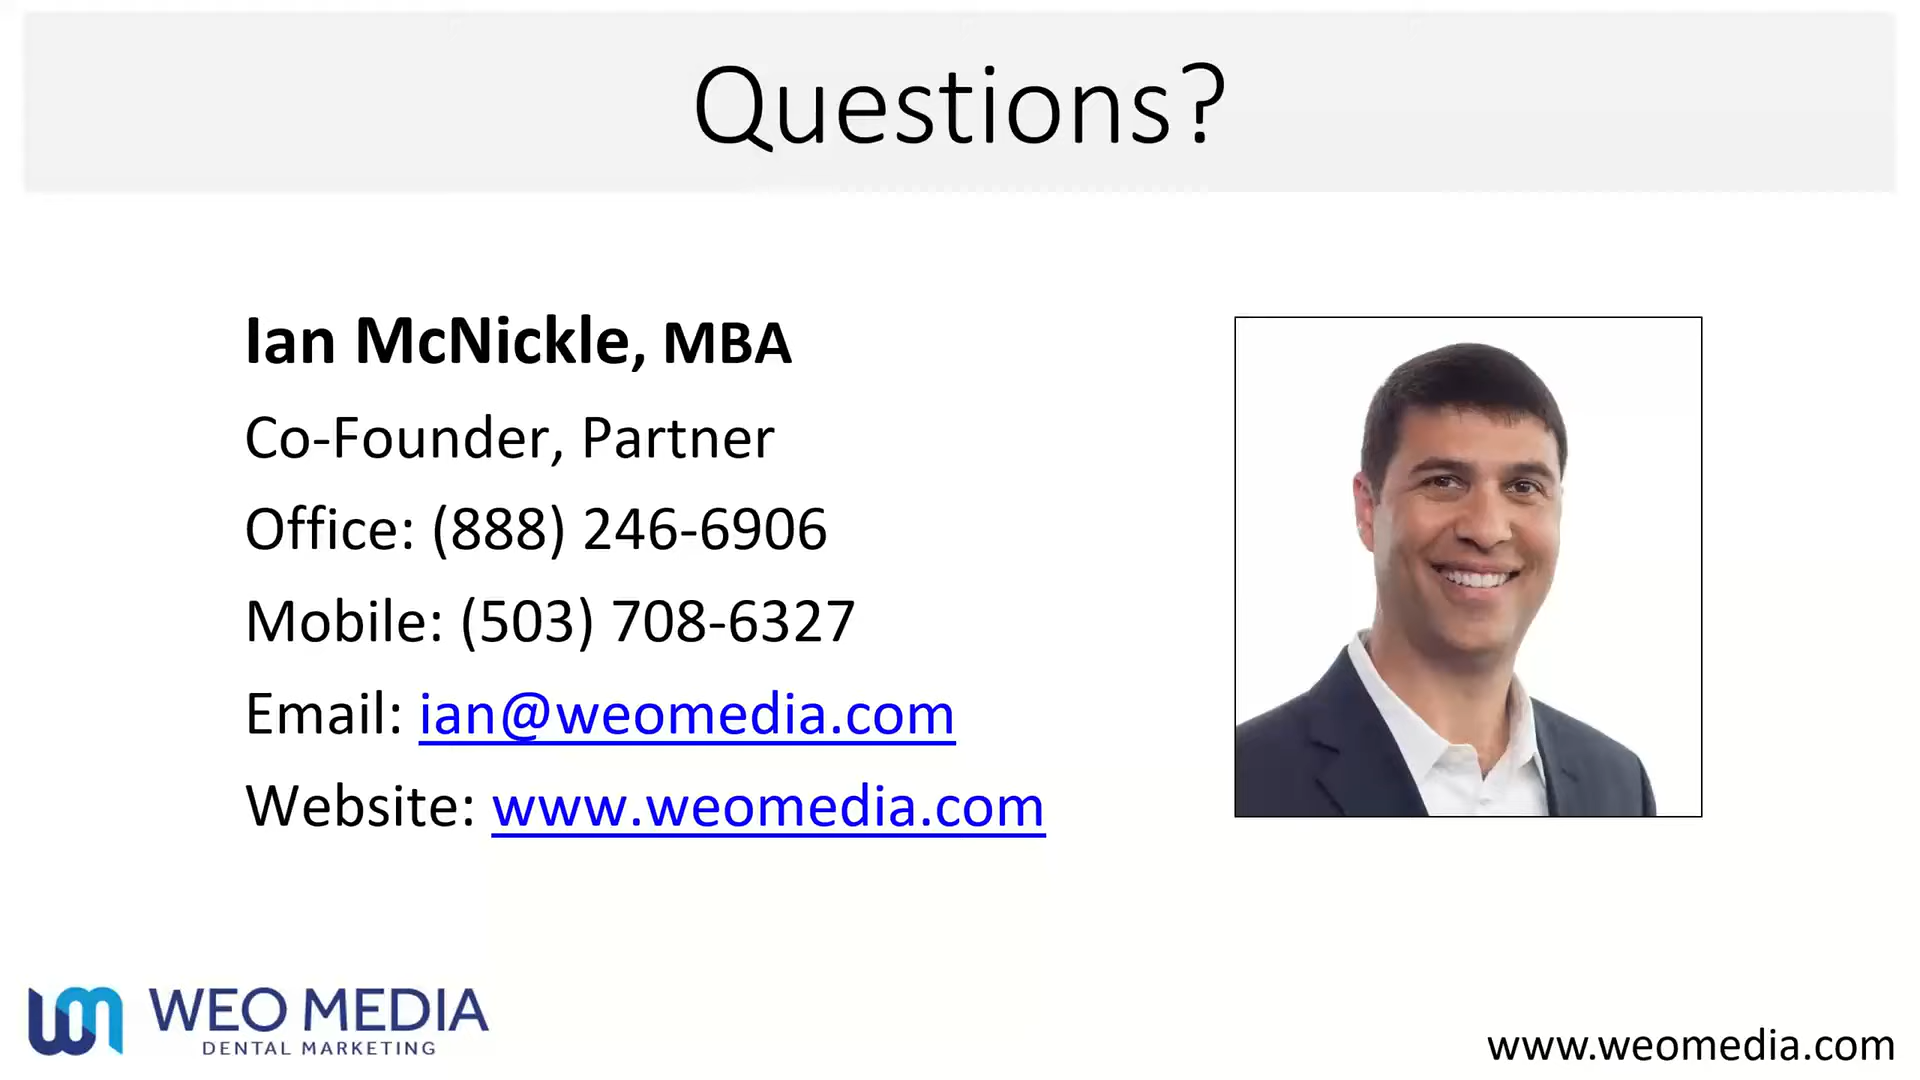 Questions?
Ian McNickle, MBA
Co-Founder, Partner
Office: (888) 246-6906
Mobile: (503) 708-6327
Email: ian@weomedia.com
Website: www.weomedia.com
WEO MEDIA
DENTAL MARKETING
www.weomedia.com